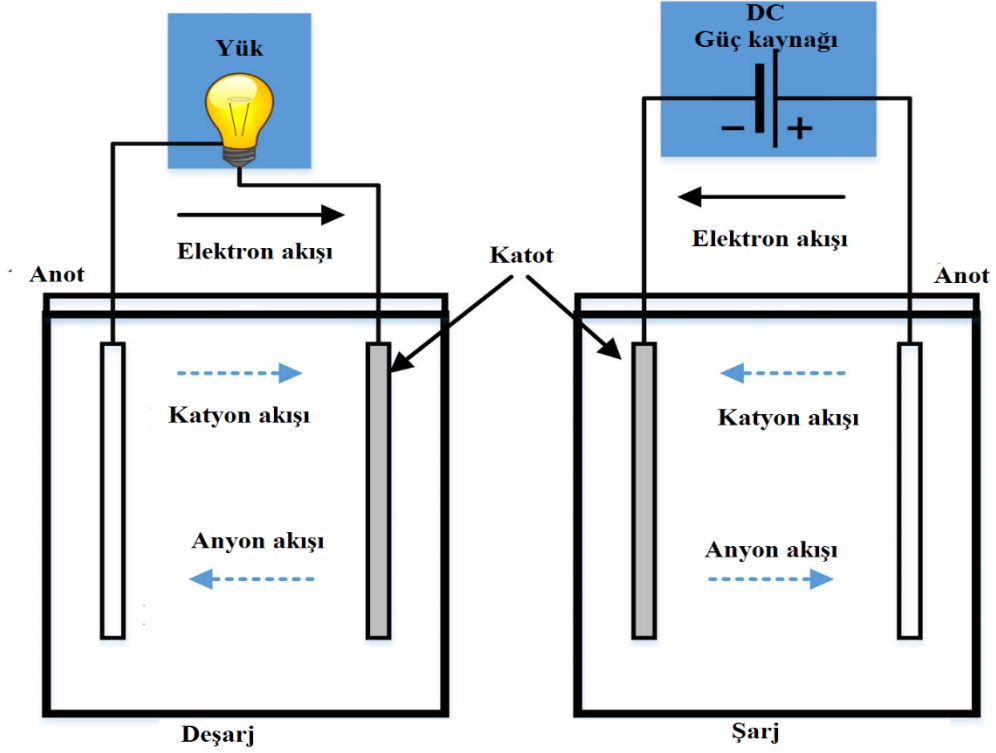 Yük
DC
Güç kaynağı
− +
Elektron akışı
Elektron akışı
Katot
Anot
Anot
Katyon akışı
Katyon akışı
Anyon akışı
Anyon akışı
Deşarj
Şarj